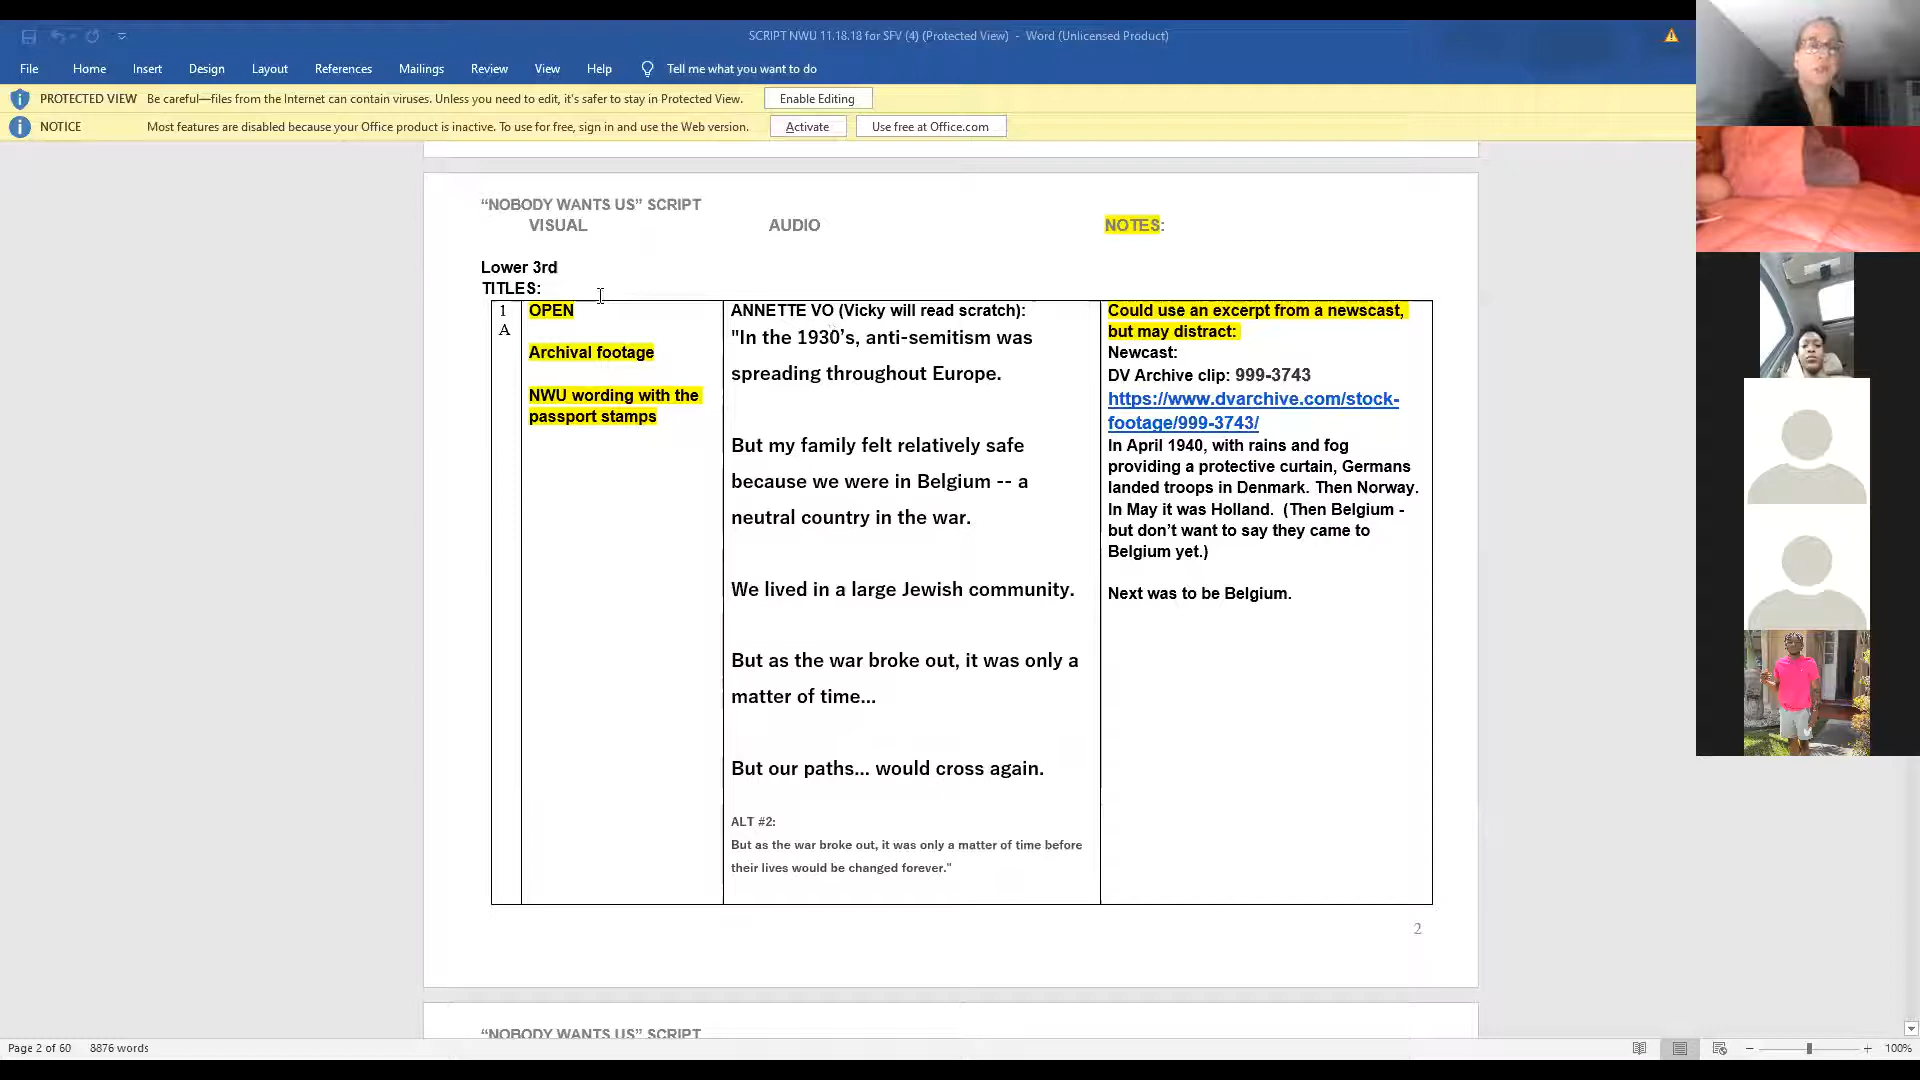 SCRIPT NWU 11.18.18 for SFV (4) (Protected View) - Word (Unlicensed Product)
File Home Insert Design Layout References Mailings Review View Help Tell me what you want to do
PROTECTED VIEW Be careful—files from the Internet can contain viruses. Unless you need to edit, it's safer to stay in Protected View. Enable Editing
NOTICE Most features are disabled because your Office product is inactive. To use for free, sign in and use the Web version. Activate Use free at Office.com
“NOBODY WANTS US” SCRIPT
VISUAL AUDIO NOTES:
Lower 3rd
TITLES:
1
A
OPEN
Archival footage
NWU wording with the
passport stamps
ANNETTE VO (Vicky will read scratch):
"In the 1930’s, anti-semitism was
spreading throughout Europe.
But my family felt relatively safe
because we were in Belgium -- a
neutral country in the war.
We lived in a large Jewish community.
But as the war broke out, it was only a
matter of time...
But our paths... would cross again.
ALT #2:
But as the war broke out, it was only a matter of time before
their lives would be changed forever."
Could use an excerpt from a newscast,
but may distract:
Newcast:
DV Archive clip: 999-3743
https://www.dvarchive.com/stock-
footage/999-3743/
In April 1940, with rains and fog
providing a protective curtain, Germans
landed troops in Denmark. Then Norway.
In May it was Holland. (Then Belgium -
but don’t want to say they came to
Belgium yet.)
Next was to be Belgium.
2
“NOBODY WANTS US” SCRIPT
Page 2 of 60 8876 words 100%